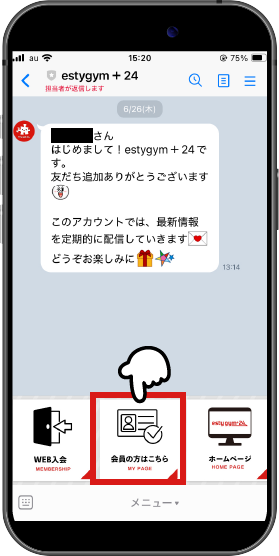 au 15:20 75%
estygym+24
担当者が返信します
6/26(木)
さん
はじめまして！estygym+24で
す。
友だち追加ありがとうございます
このアカウントでは、最新情報
を定期的に配信していきます
どうぞお楽しみに
13:14
WEB入会
MEMBERSHIP
会員の方はこちら
MY PAGE
estygym+24
ホームページ
HOME PAGE
メニュー▾